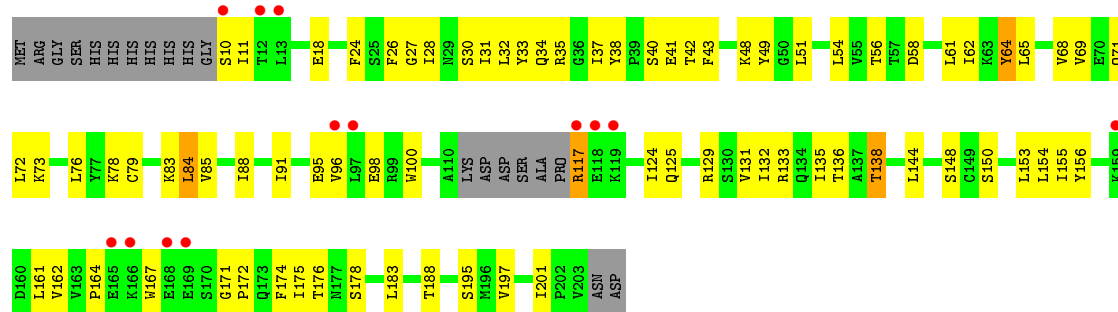 MET ARG GLY SER HIS HIS HIS HIS HIS HIS GLY S10 I11 T12 L13 E18 F24 S25 F26 G27 I28 N29 S30 I31 L32 Y33 Q34 R35 G36 I37 Y38 P39 S40 E41 T42 F43 K48 Y49 G50 L51 L54 V55 T56 T57 D58 L61 I62 K63 Y64 L65 V68 V69 E70 Q71
L72 K73 L76 Y77 K78 C79 K83 L84 V85 I88 I91 E95 V96 L97 E98 R99 W100 A110 LYS ASP ASP SER ALA PRO R117 E118 K119 I124 Q125 R129 S130 V131 I132 R133 Q134 I135 T136 A137 T138 L144 S148 C149 S150 L153 L154 I155 Y156 K159
D160 L161 V162 V163 P164 E165 K166 W167 E168 E169 S170 G171 P172 Q173 F174 I175 T176 N177 S178 L183 T188 S195 M196 V197 I201 P202 V203 ASN ASP